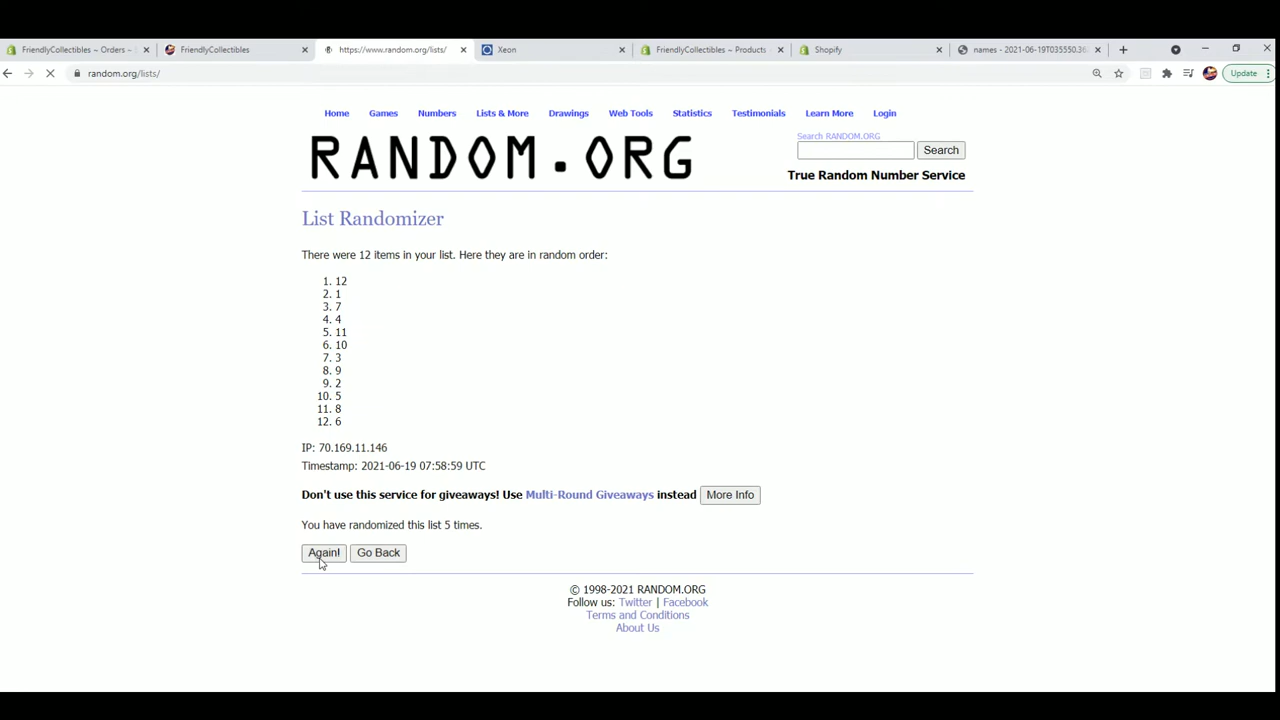 FriendlyCollectibles ~ Orders ~
FriendlyCollectibles
https://www.random.org/lists/
Xeon
FriendlyCollectibles ~ Products
Shopify
names - 2021-06-19T035550.36
random.org/lists/
Update
Home Games Numbers Lists & More Drawings Web Tools Statistics Testimonials Learn More Login
RANDOM.ORG
Search RANDOM.ORG
Search
True Random Number Service
List Randomizer
There were 12 items in your list. Here they are in random order:
1. 12
2. 1
3. 7
4. 4
5. 11
6. 10
7. 3
8. 9
9. 2
10. 5
11. 8
12. 6
IP: 70.169.11.146
Timestamp: 2021-06-19 07:58:59 UTC
Don't use this service for giveaways! Use Multi-Round Giveaways instead More Info
You have randomized this list 5 times.
Again! Go Back
© 1998-2021 RANDOM.ORG
Follow us: Twitter | Facebook
Terms and Conditions
About Us